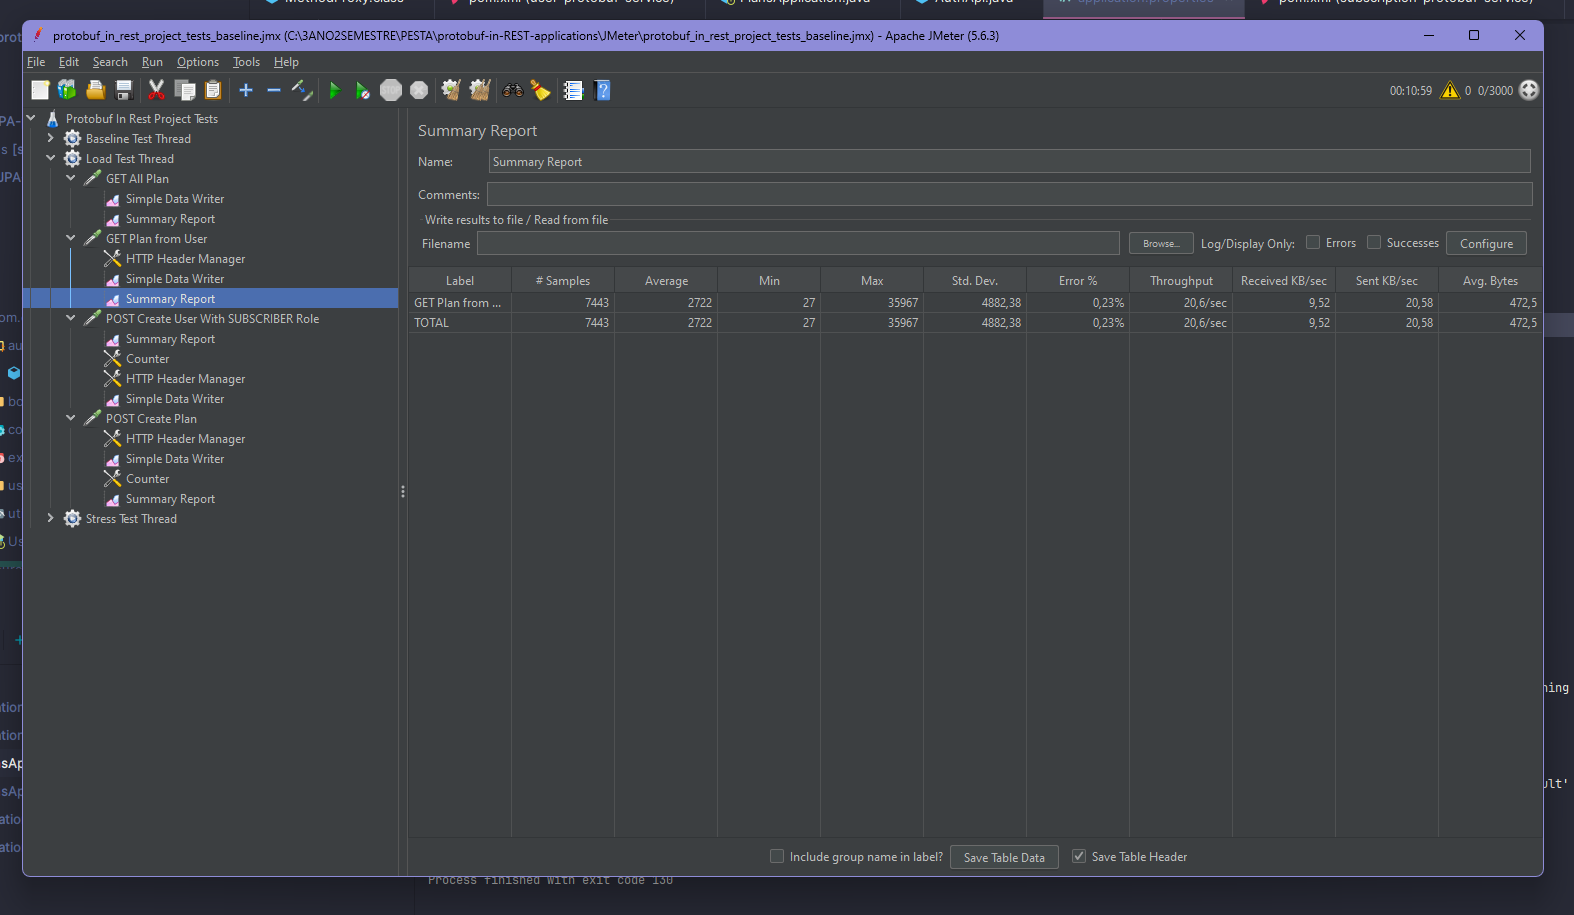 protobuf_in_rest_project_tests_baseline.jmx (C:\3ANO2SEMESTRE\PESTA\protobuf-in-REST-applications\JMeter\protobuf_in_rest_project_tests_baseline.jmx) - Apache JMeter (5.6.3)
File Edit Search Run Options Tools Help
00:10:59 0 0/3000
Protobuf In Rest Project Tests
Baseline Test Thread
Load Test Thread
GET All Plan
Simple Data Writer
Summary Report
GET Plan from User
HTTP Header Manager
Simple Data Writer
Summary Report
POST Create User With SUBSCRIBER Role
Summary Report
Counter
HTTP Header Manager
Simple Data Writer
POST Create Plan
HTTP Header Manager
Simple Data Writer
Counter
Summary Report
Stress Test Thread
Summary Report
Name: Summary Report
Comments:
Write results to file / Read from file
Filename Browse... Log/Display Only: Errors Successes Configure
Label # Samples Average Min Max Std. Dev. Error % Throughput Received KB/sec Sent KB/sec Avg. Bytes
GET Plan from ... 7443 2722 27 35967 4882,38 0,23% 20,6/sec 9,52 20,58 472,5
TOTAL 7443 2722 27 35967 4882,38 0,23% 20,6/sec 9,52 20,58 472,5
Include group name in label? Save Table Data Save Table Header
Process finished with exit code 130